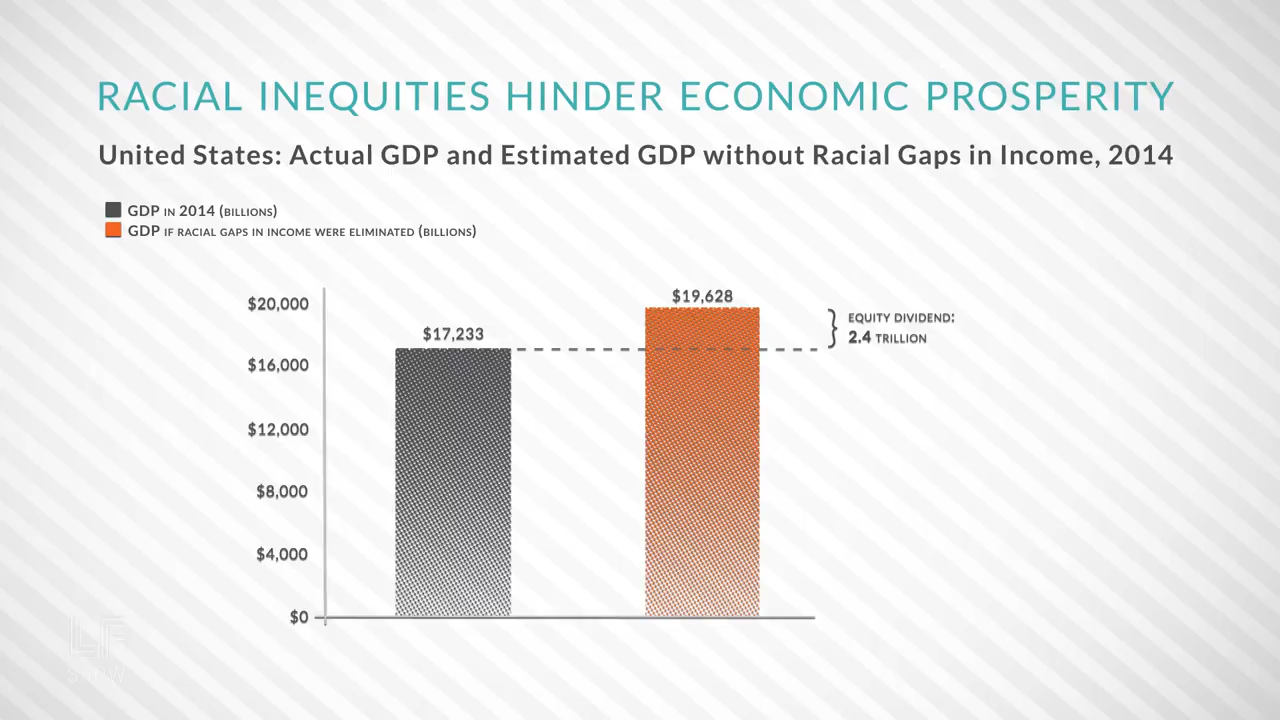 RACIAL INEQUITIES HINDER ECONOMIC PROSPERITY
United States: Actual GDP and Estimated GDP without Racial Gaps in Income, 2014
GDP IN 2014 (BILLIONS)
GDP IF RACIAL GAPS IN INCOME WERE ELIMINATED (BILLIONS)
$20,000
$16,000
$12,000
$8,000
$4,000
$0
$17,233
$19,628
EQUITY DIVIDEND:
2.4 TRILLION
LF
SHOW